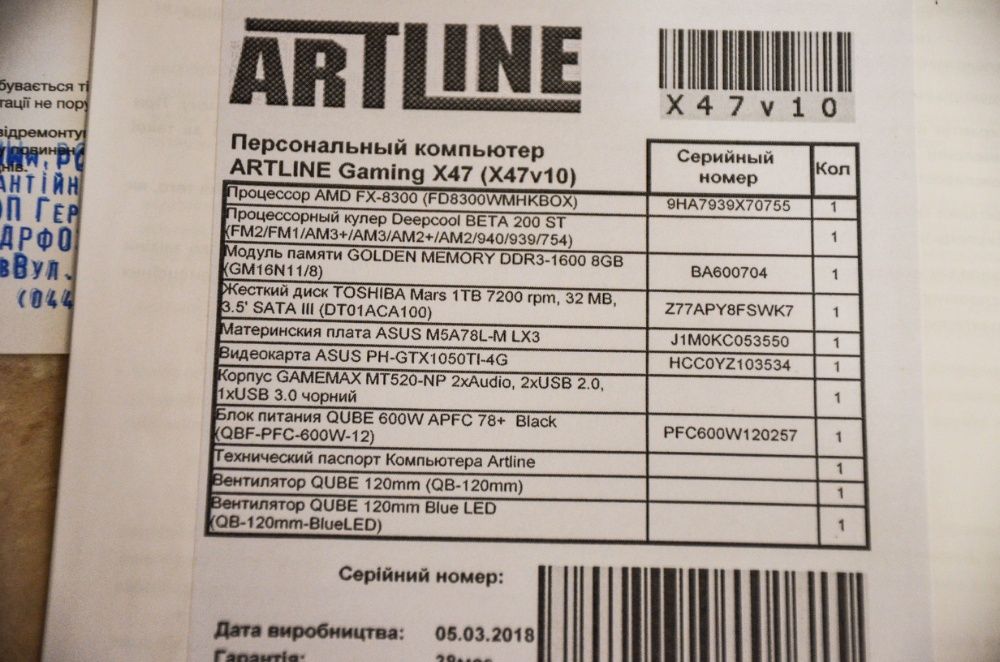 ARTLINE
X47v10
Персональный компьютер
ARTLINE Gaming X47 (X47v10)
Серийный
номер
Кол
Процессор AMD FX-8300 (FD8300WMHKBOX) 9HA7939X70755 1
Процессорный кулер Deepcool BETA 200 ST
(FM2/FM1/AM3+/AM3/AM2+/AM2/940/939/754) 1
Модуль памяти GOLDEN MEMORY DDR3-1600 8GB
(GM16N11/8) BA600704 1
Жесткий диск TOSHIBA Mars 1TB 7200 rpm, 32 MB,
3.5' SATA III (DT01ACA100) Z77APY8FSWK7 1
Материнския плата ASUS M5A78L-M LX3 J1M0KC053550 1
Видеокарта ASUS PH-GTX1050TI-4G HCC0YZ103534 1
Корпус GAMEMAX MT520-NP 2xAudio, 2xUSB 2.0,
1xUSB 3.0 чорний 1
Блок питания QUBE 600W APFC 78+ Black
(QBF-PFC-600W-12) PFC600W120257 1
Технический паспорт Компьютера Artline 1
Вентилятор QUBE 120mm (QB-120mm) 1
Вентилятор QUBE 120mm Blue LED
(QB-120mm-BlueLED) 1
Серійний номер:
Дата виробництва: 05.03.2018
Гарантія: